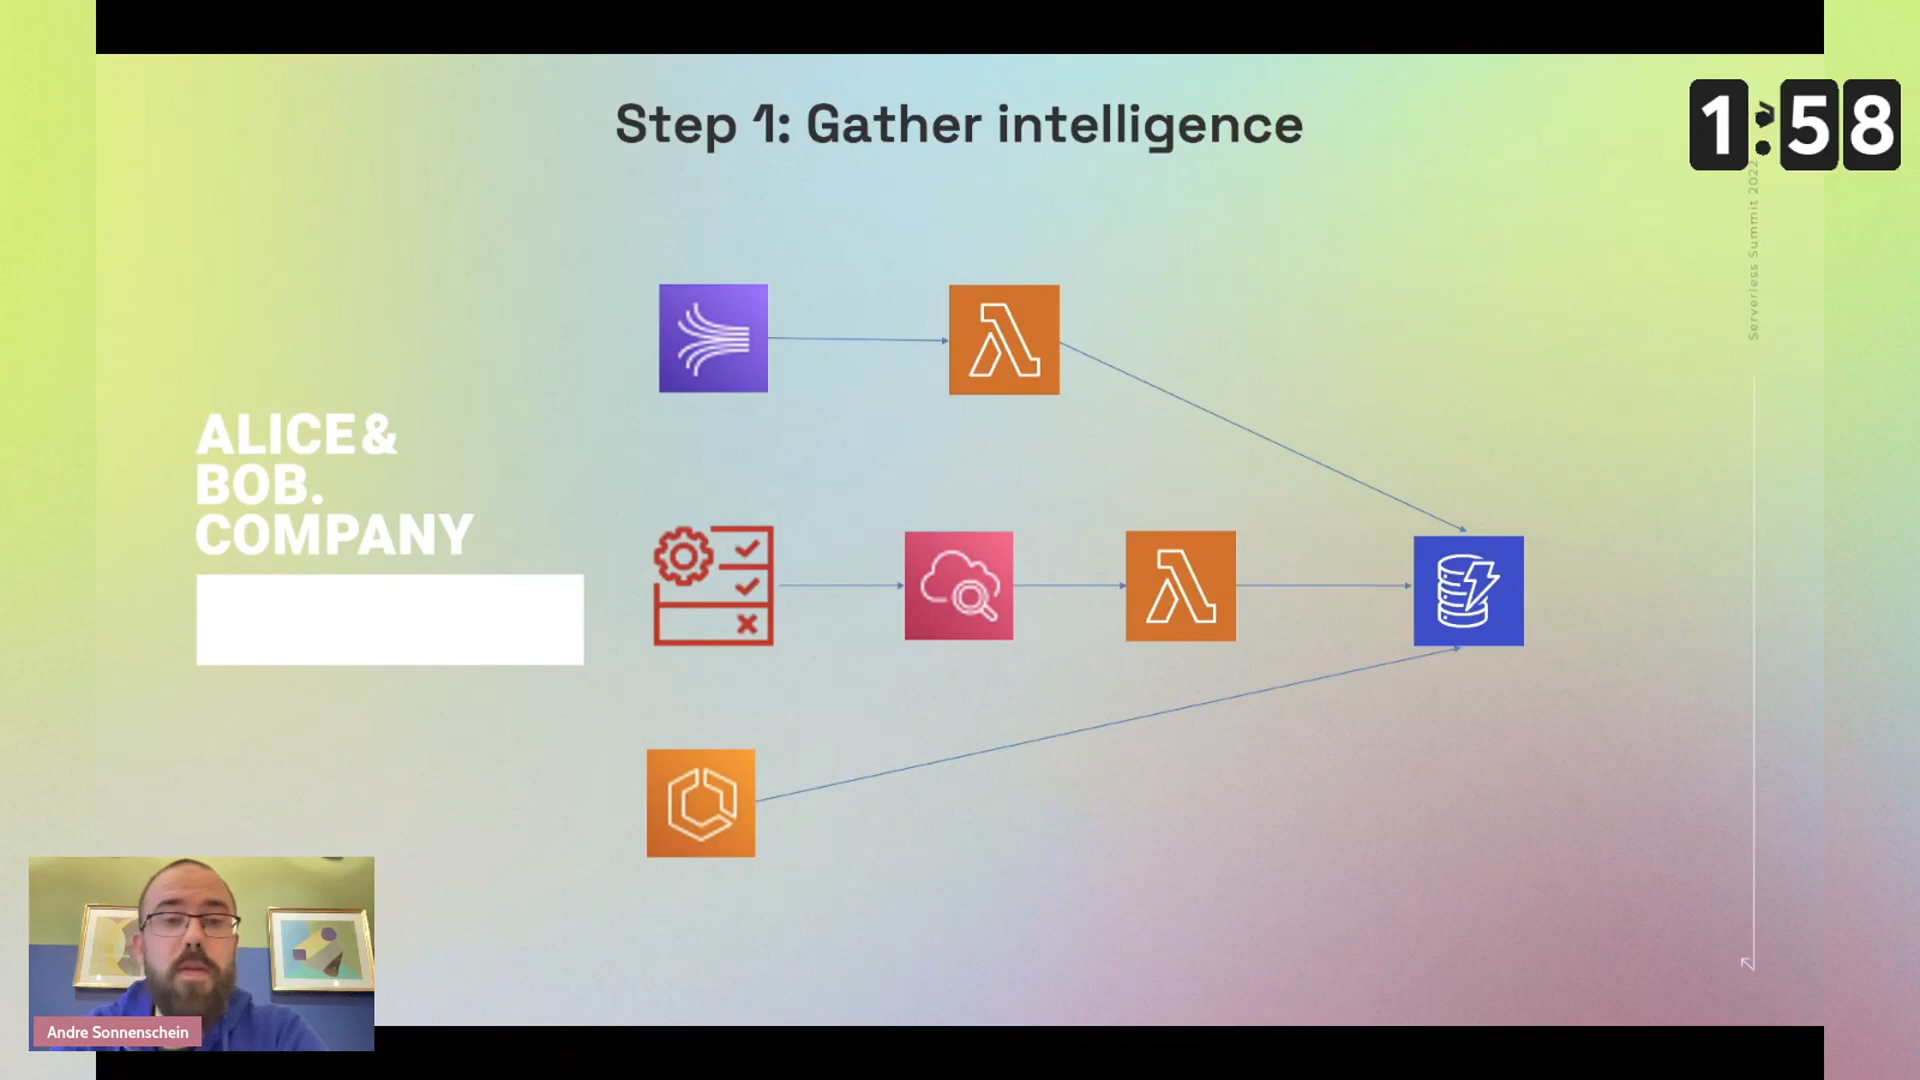 Step 1: Gather intelligence
1:58
Serverless Summit 2022
ALICE&
BOB.
COMPANY
Andre Sonnenschein